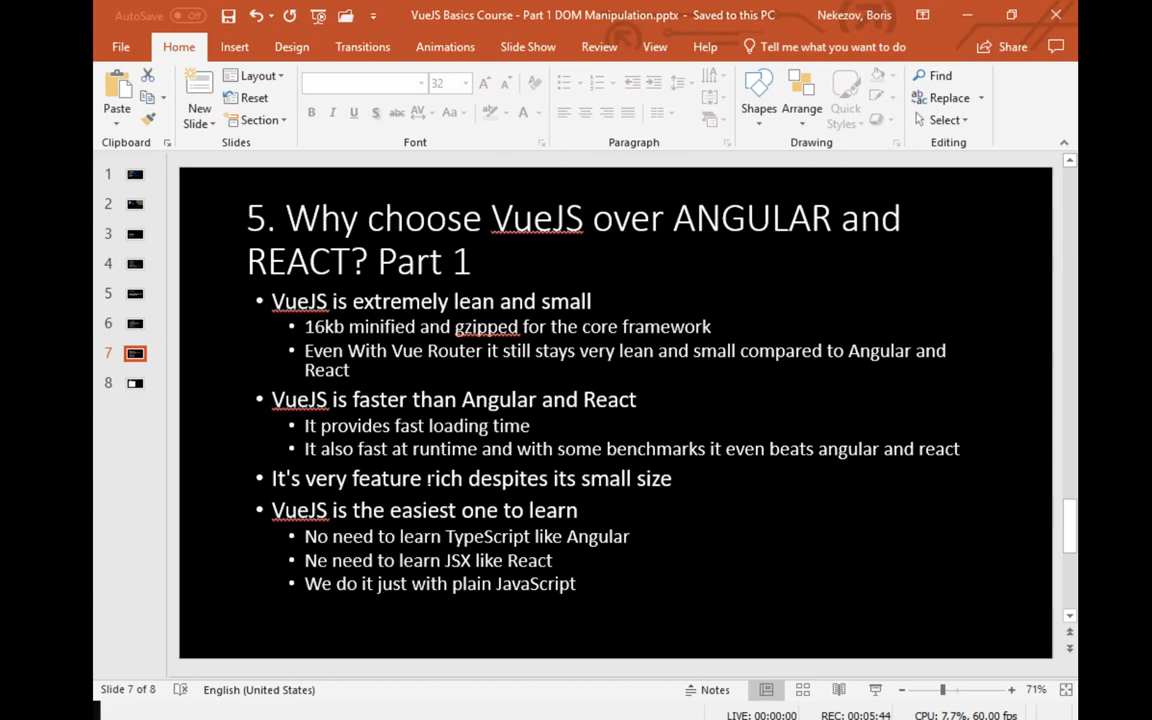 AutoSave Off VueJS Basics Course - Part 1 DOM Manipulation.pptx - Saved to this PC Nekezov, Boris
File Home Insert Design Transitions Animations Slide Show Review View Help Tell me what you want to do Share
Paste
New
Slide
Layout
Reset
Section
32
B I U S abc AV Aa A
Shapes Arrange Quick
Styles
Find
Replace
Select
Clipboard Slides Font Paragraph Drawing Editing
1
2
3
4
5
6
7
8
5. Why choose VueJS over ANGULAR and
REACT? Part 1
• VueJS is extremely lean and small
• 16kb minified and gzipped for the core framework
• Even With Vue Router it still stays very lean and small compared to Angular and
React
• VueJS is faster than Angular and React
• It provides fast loading time
• It also fast at runtime and with some benchmarks it even beats angular and react
• It's very feature rich despites its small size
• VueJS is the easiest one to learn
• No need to learn TypeScript like Angular
• Ne need to learn JSX like React
• We do it just with plain JavaScript
Slide 7 of 8 English (United States) Notes 71%
LIVE: 00:00:00 REC: 00:05:44 CPU: 7.7%, 60.00 fps